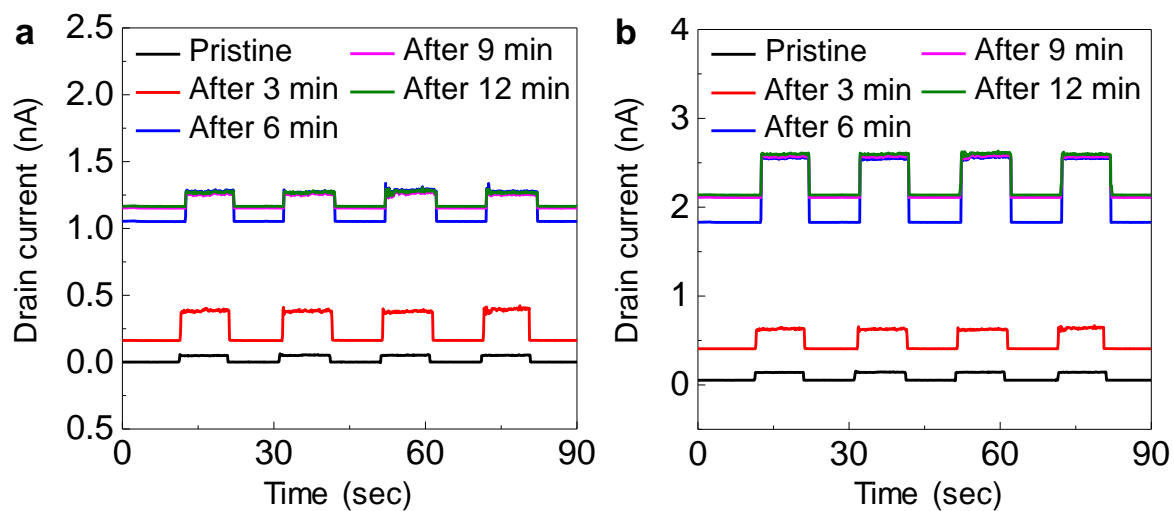 a
2.5
2.0
1.5
1.0
0.5
0.0
0.5
Drain current (nA)
Pristine
After 3 min
After 6 min
After 9 min
After 12 min
0 30 60 90
Time (sec)
b
4
3
2
1
0
Drain current (nA)
Pristine
After 3 min
After 6 min
After 9 min
After 12 min
0 30 60 90
Time (sec)